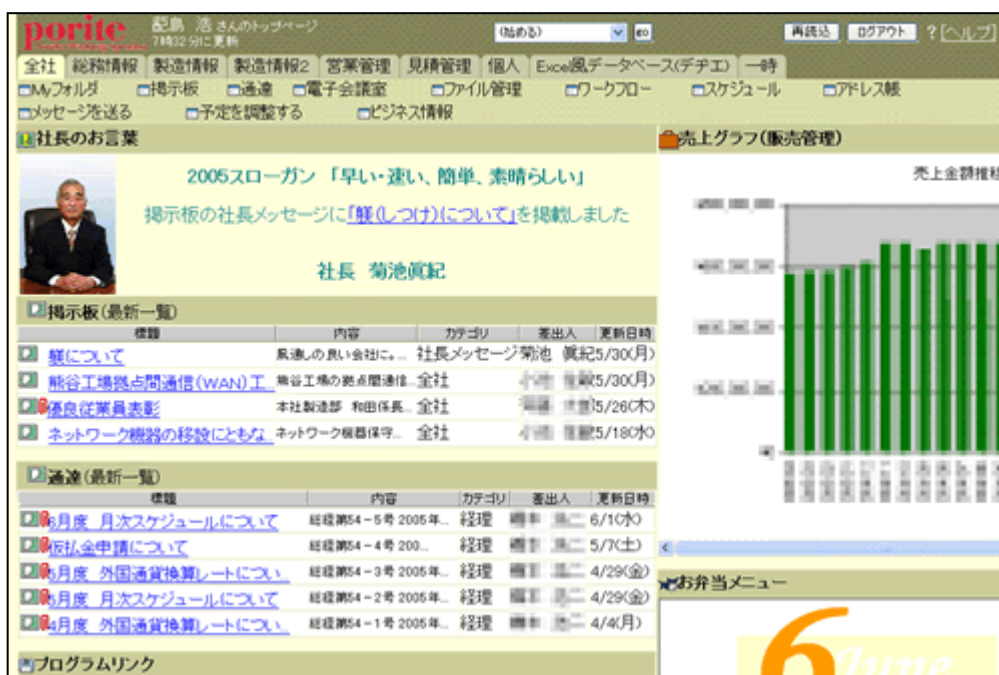 porite 配島 浩 さんのトップページ
7時32分に更新
(始める) GO 再読込 ログアウト ?[ヘルプ]
全社 総務情報 製造情報 製造情報2 営業管理 見積管理 個人 Excel風データベース(デヂエ) 一時
Myフォルダ 掲示板 通達 電子会議室 ファイル管理 ワークフロー スケジュール アドレス帳
メッセージを送る 予定を調整する ビジネス情報
社長のお言葉
2005スローガン 「早い・速い、簡単、素晴らしい」
掲示板の社長メッセージに「躾(しつけ)について」を掲載しました
社長 菊池眞紀
掲示板(最新一覧)
標題 内容 カテゴリ 差出人 更新日時
躾について 風通しの良い会社に。... 社長メッセージ 菊池 眞紀 5/30(月)
熊谷工場拠点間通信(WAN)工... 熊谷工場の拠点間通信... 全社 5/30(月)
優良従業員表彰 本社製造部 和田係長... 全社 5/26(木)
ネットワーク機器の移設にともな... ネットワーク機器保守... 全社 5/18(水)
通達(最新一覧)
標題 内容 カテゴリ 差出人 更新日時
6月度 月次スケジュールについて 総経第54-5号 2005年... 経理 6/1(水)
仮払金申請について 総経第54-4号 200... 経理 5/7(土)
5月度 外国通貨換算レートについ... 総経第54-3号 2005年... 経理 4/29(金)
5月度 月次スケジュールについて 総経第54-2号 2005年... 経理 4/29(金)
4月度 外国通貨換算レートについ... 総経第54-1号 2005年... 経理 4/4(月)
プログラムリンク
売上グラフ(販売管理)
売上金額推移
お弁当メニュー
6 June